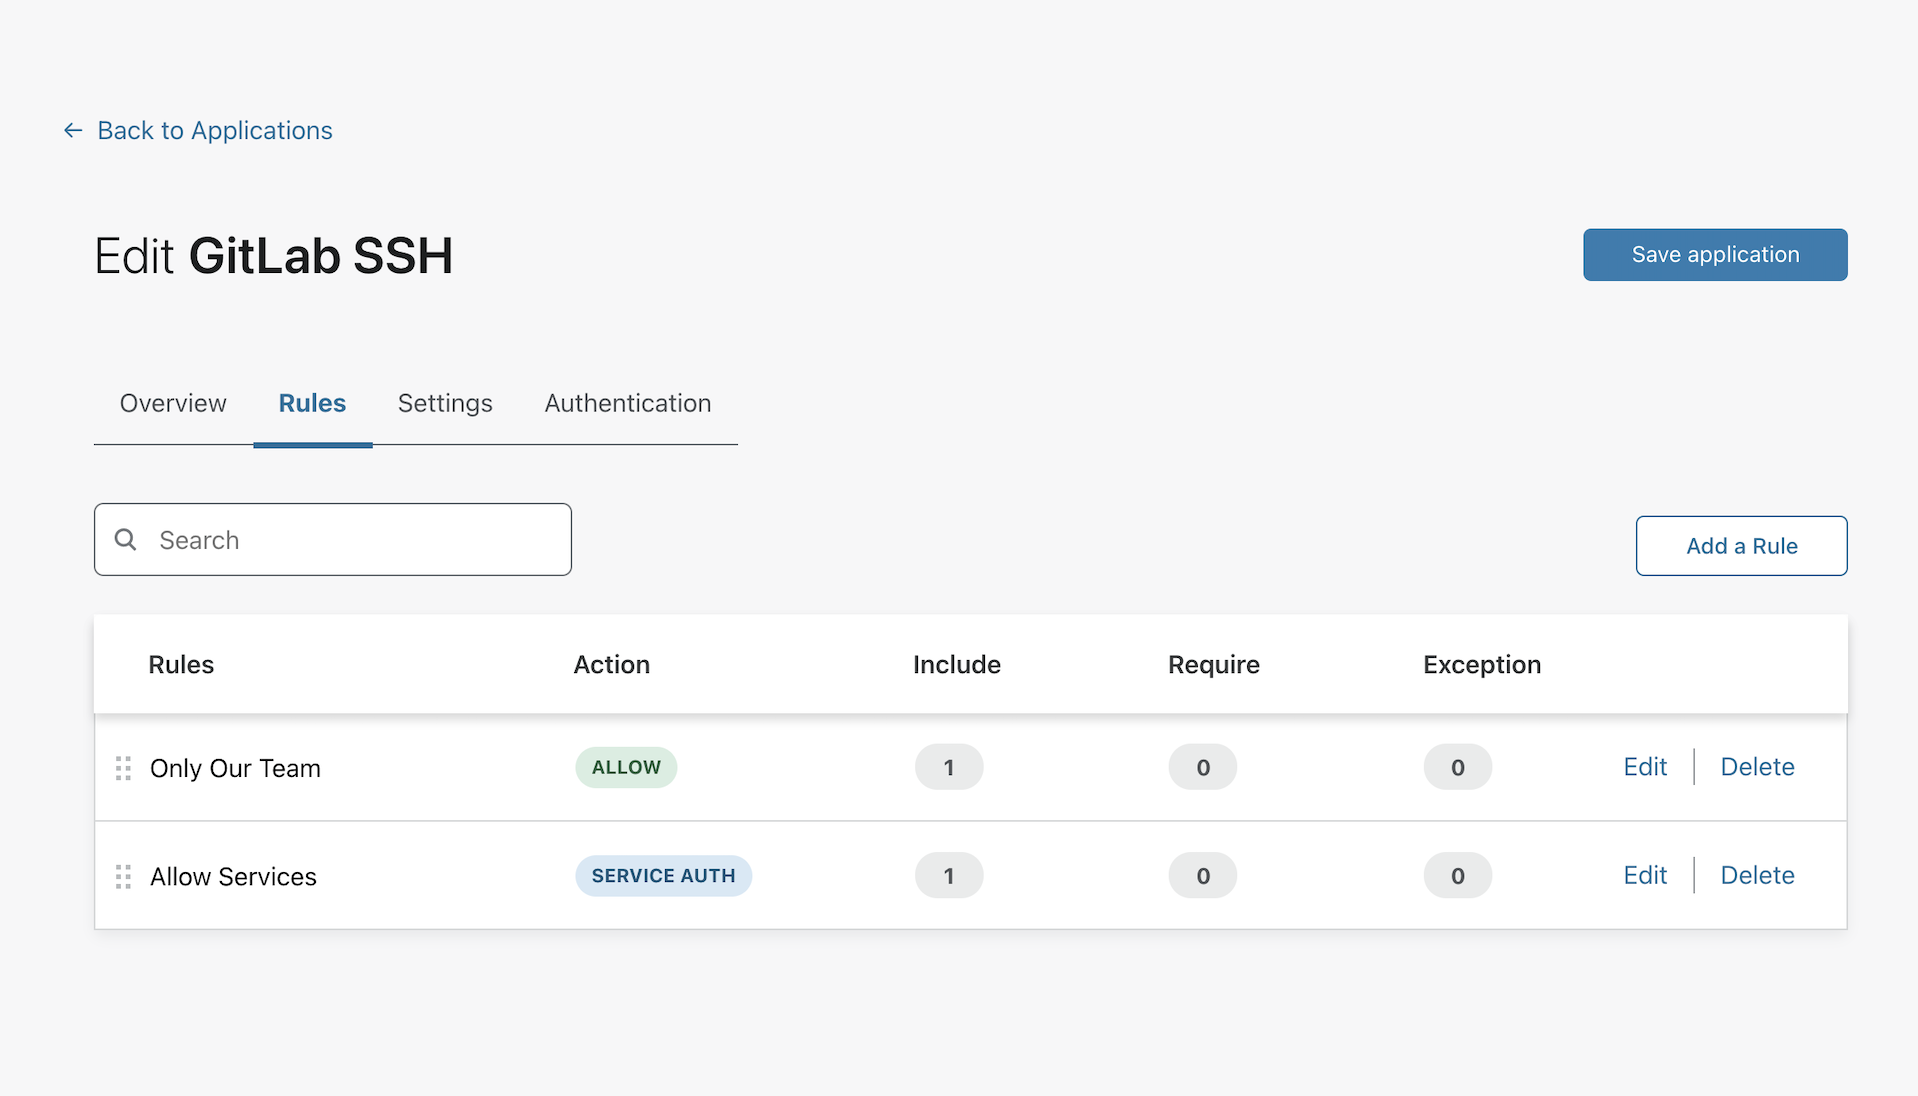 ← Back to Applications
Edit GitLab SSH
Save application
Overview Rules Settings Authentication
Search
Add a Rule
Rules Action Include Require Exception
Only Our Team ALLOW 1 0 0 Edit Delete
Allow Services SERVICE AUTH 1 0 0 Edit Delete